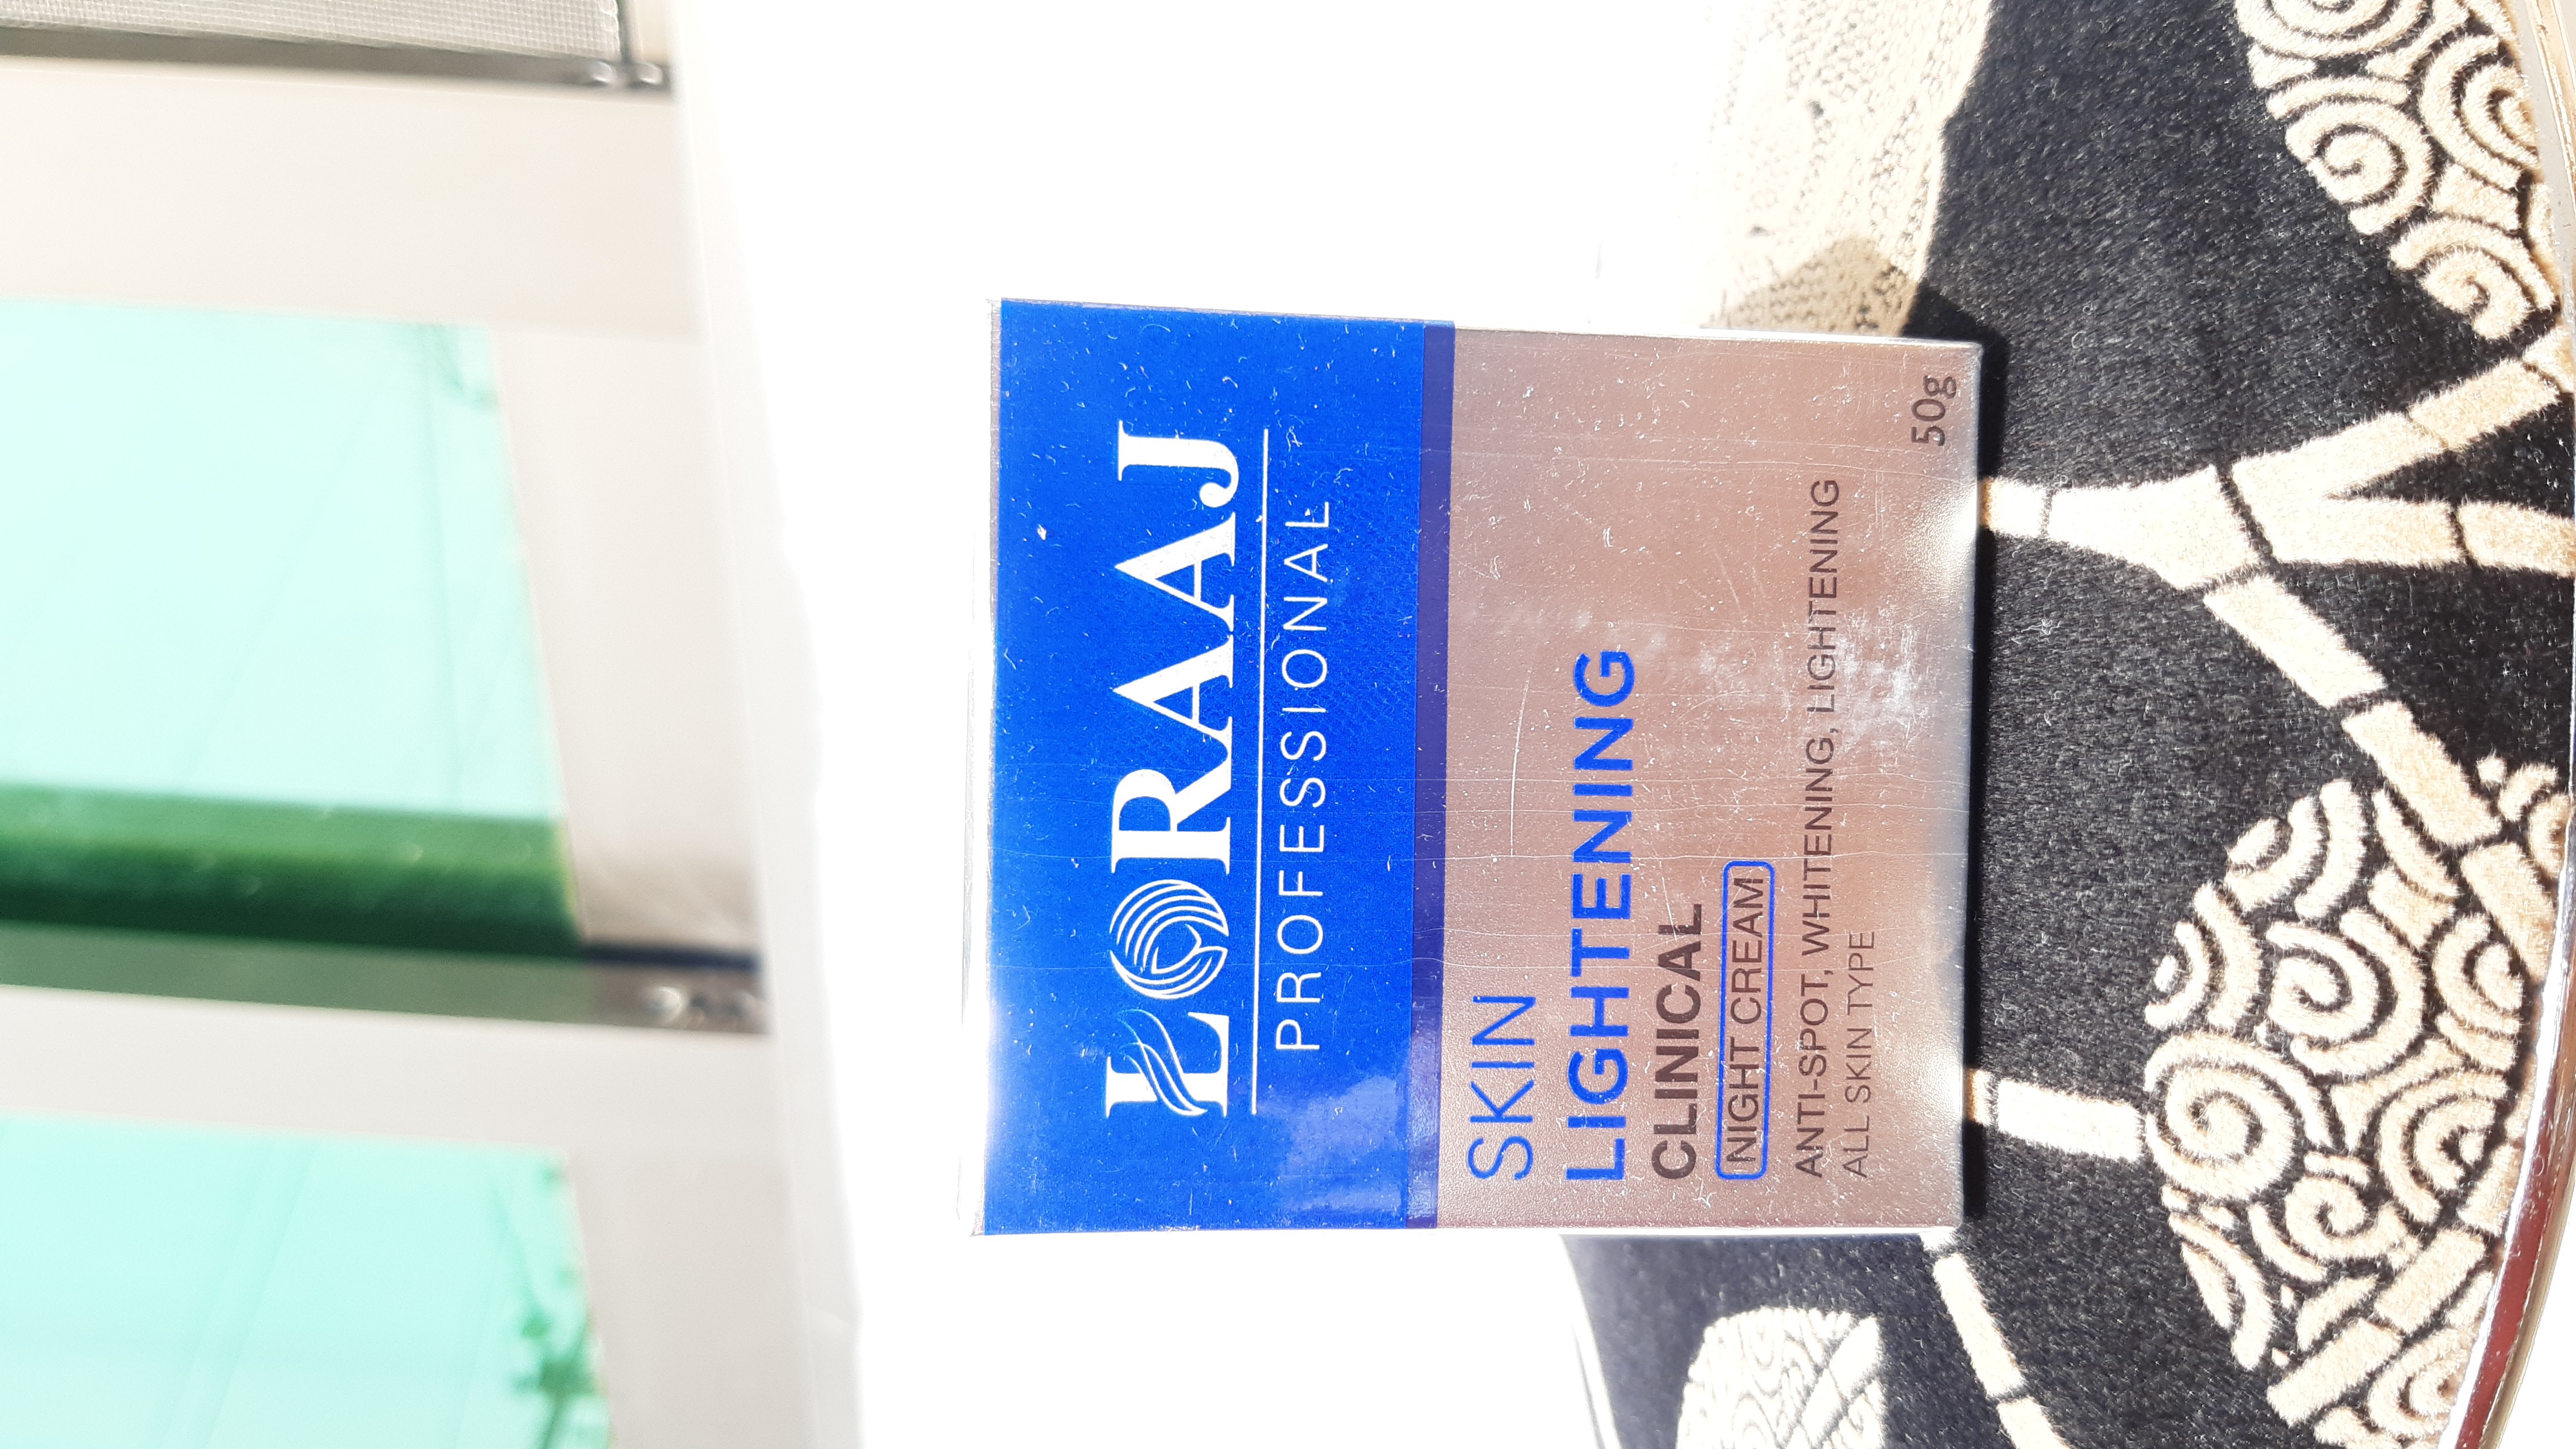 LORAAJ
PROFESSIONAL
SKIN
LIGHTENING
CLINICAL
NIGHT CREAM
ANTI-SPOT, WHITENING, LIGHTENING
ALL SKIN TYPE
50g